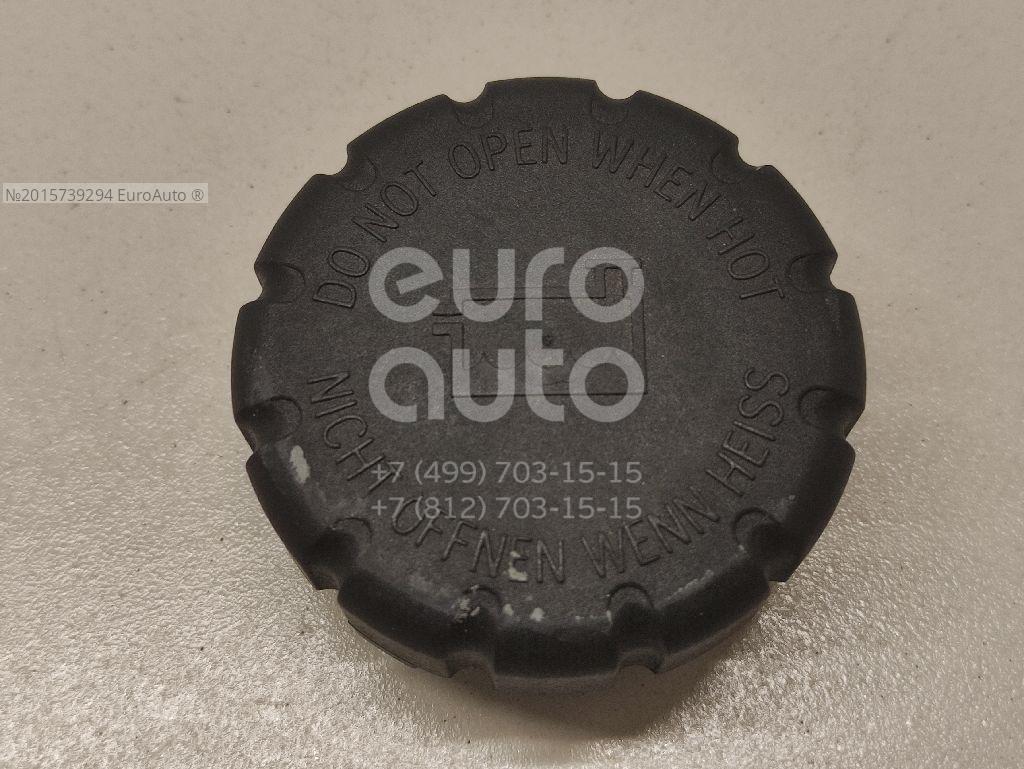 №2015739294 EuroAuto ®
DO NOT OPEN WHEN HOT
euro
auto
+7 (499) 703-15-15
+7 (812) 703-15-15
NICHT ÖFFNEN WENN HEISS